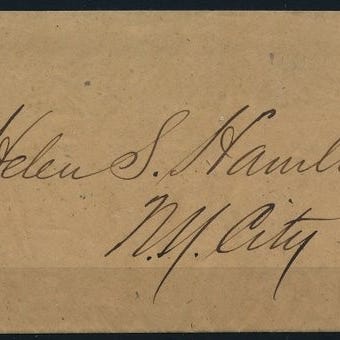 Helen S. Haml
N.Y. City